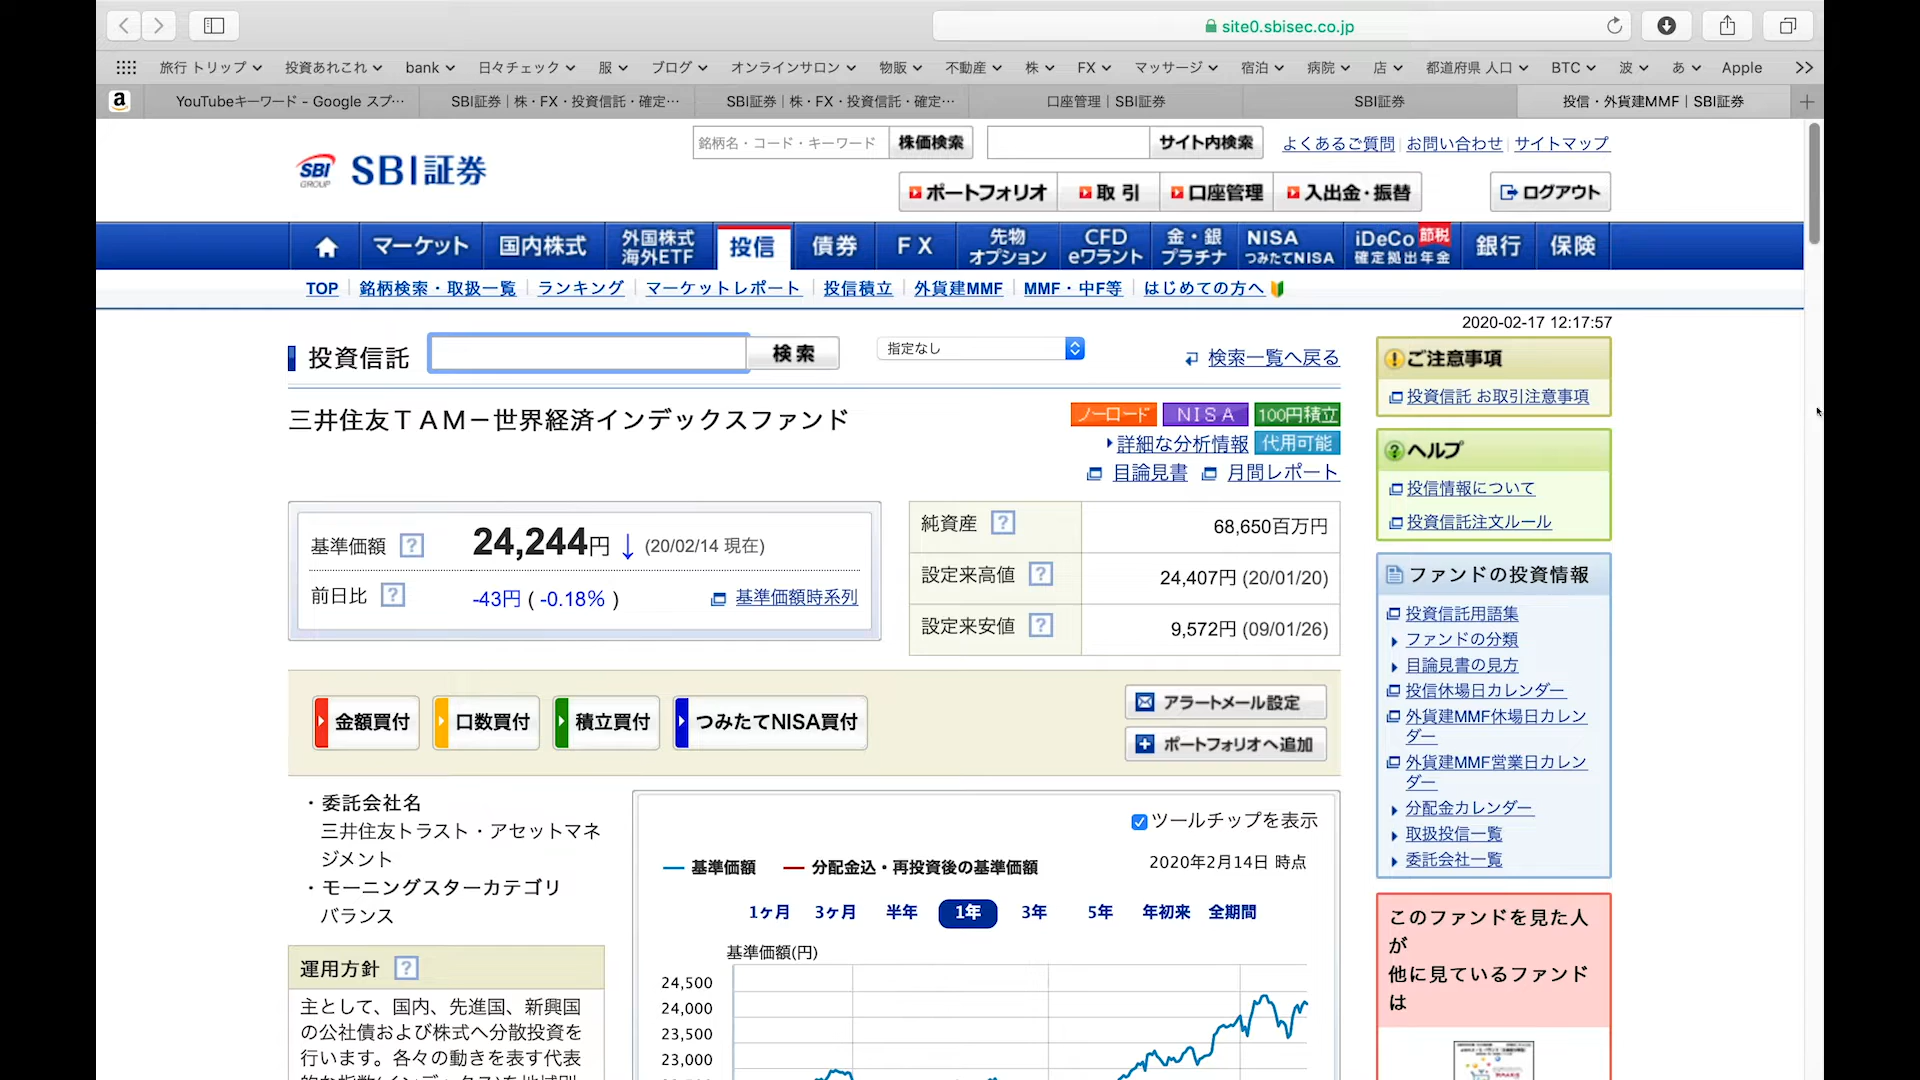 site0.sbisec.co.jp
旅行 トリップ 投資あれこれ bank 日々チェック 服 ブログ オンラインサロン 物販 不動産 株 FX マッサージ 宿泊 病院 店 都道府県 人口 BTC 波 あ Apple
YouTubeキーワード - Google スプ… SBI証券｜株・FX・投資信託・確定… SBI証券｜株・FX・投資信託・確定… 口座管理｜SBI証券 SBI証券 投信・外貨建MMF｜SBI証券
銘柄名・コード・キーワード 株価検索 サイト内検索 よくあるご質問 お問い合わせ サイトマップ
SBI GROUP SBI証券
ポートフォリオ 取引 口座管理 入出金・振替 ログアウト
マーケット 国内株式 外国株式 海外ETF 投信 債券 FX 先物 オプション CFD eワラント 金・銀 プラチナ NISA つみたてNISA iDeCo 節税 確定拠出年金 銀行 保険
TOP 銘柄検索・取扱一覧 ランキング マーケットレポート 投信積立 外貨建MMF MMF・中F等 はじめての方へ
2020-02-17 12:17:57
投資信託 検索 指定なし 検索一覧へ戻る
三井住友ＴＡＭ－世界経済インデックスファンド
ノーロード NISA 100円積立
詳細な分析情報 代用可能
目論見書 月間レポート
基準価額 ? 24,244円 ↓ (20/02/14 現在)
前日比 ? -43円 ( -0.18% ) 基準価額時系列
純資産 ? 68,650百万円
設定来高値 ? 24,407円 (20/01/20)
設定来安値 ? 9,572円 (09/01/26)
金額買付 口数買付 積立買付 つみたてNISA買付
アラートメール設定
ポートフォリオへ追加
・委託会社名
三井住友トラスト・アセットマネ
ジメント
・モーニングスターカテゴリ
バランス
運用方針 ?
主として、国内、先進国、新興国
の公社債および株式へ分散投資を
行います。各々の動きを表す代表
的な指数(インデックス)を地域別
ツールチップを表示
基準価額 分配金込・再投資後の基準価額 2020年2月14日 時点
1ヶ月 3ヶ月 半年 1年 3年 5年 年初来 全期間
基準価額(円)
24,500
24,000
23,500
23,000
ご注意事項
投資信託 お取引注意事項
ヘルプ
投信情報について
投資信託注文ルール
ファンドの投資情報
投資信託用語集
ファンドの分類
目論見書の見方
投信休場日カレンダー
外貨建MMF休場日カレン
ダー
外貨建MMF営業日カレン
ダー
分配金カレンダー
取扱投信一覧
委託会社一覧
このファンドを見た人
が
他に見ているファンド
は